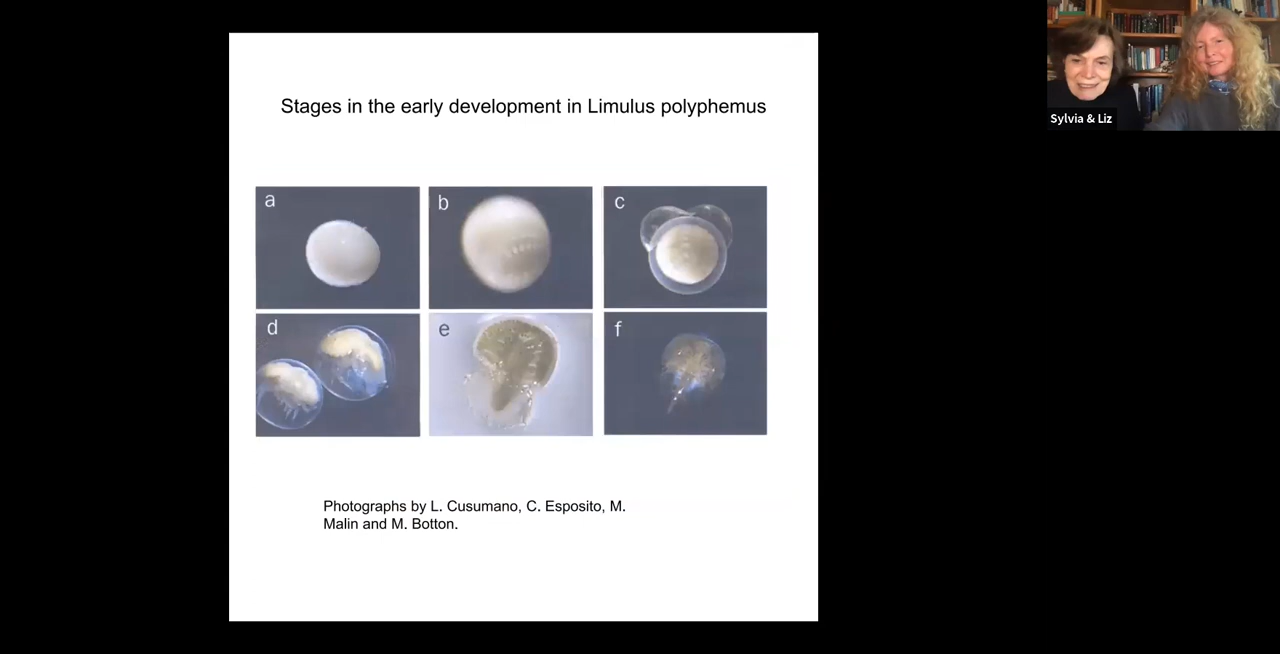 Stages in the early development in Limulus polyphemus
a
b
c
d
e
f
Photographs by L. Cusumano, C. Esposito, M.
Malin and M. Botton.
Sylvia & Liz